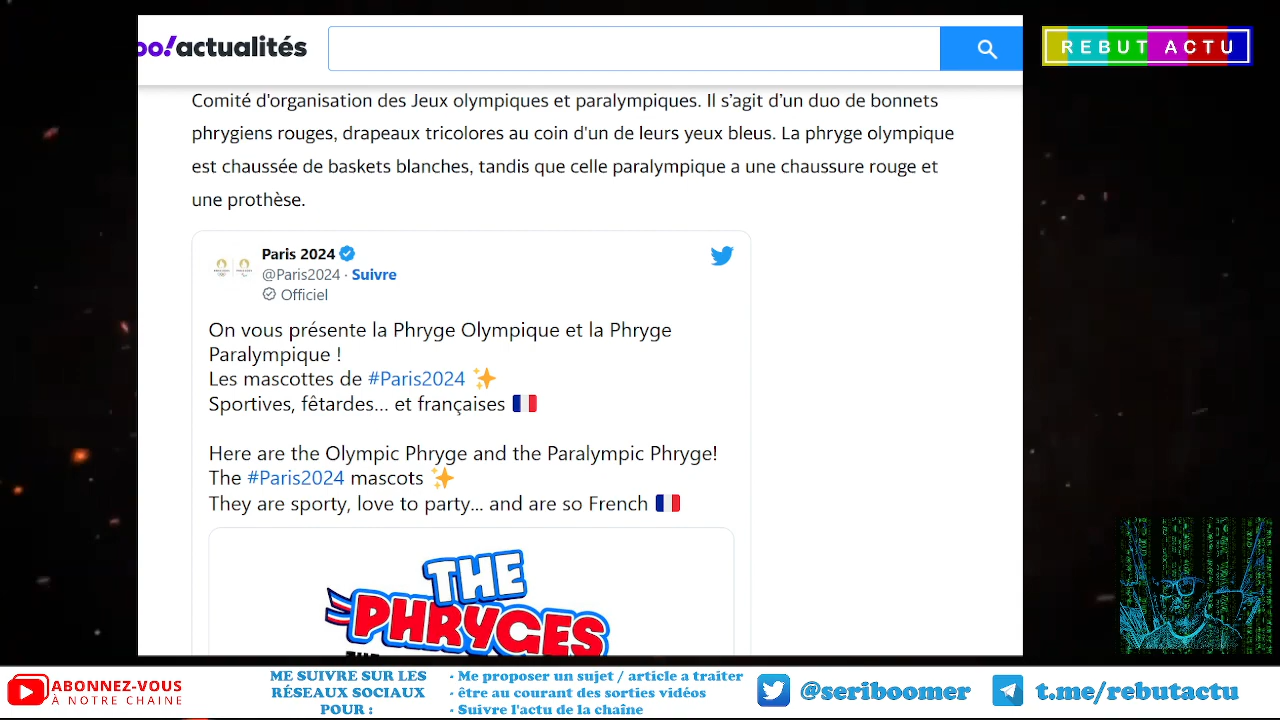 oo!actualités
REBUT ACTU
Comité d'organisation des Jeux olympiques et paralympiques. Il s’agit d’un duo de bonnets
phrygiens rouges, drapeaux tricolores au coin d'un de leurs yeux bleus. La phryge olympique
est chaussée de baskets blanches, tandis que celle paralympique a une chaussure rouge et
une prothèse.
Paris 2024
@Paris2024 · Suivre
Officiel
On vous présente la Phryge Olympique et la Phryge
Paralympique !
Les mascottes de #Paris2024 ✨
Sportives, fêtardes... et françaises 🇫🇷
Here are the Olympic Phryge and the Paralympic Phryge!
The #Paris2024 mascots ✨
They are sporty, love to party... and are so French 🇫🇷
THE
PHRYGES
ABONNEZ-VOUS
À NOTRE CHAINE
ME SUIVRE SUR LES
RÉSEAUX SOCIAUX
POUR :
- Me proposer un sujet / article a traiter
- être au courant des sorties vidéos
- Suivre l'actu de la chaîne
@seriboomer
t.me/rebutactu